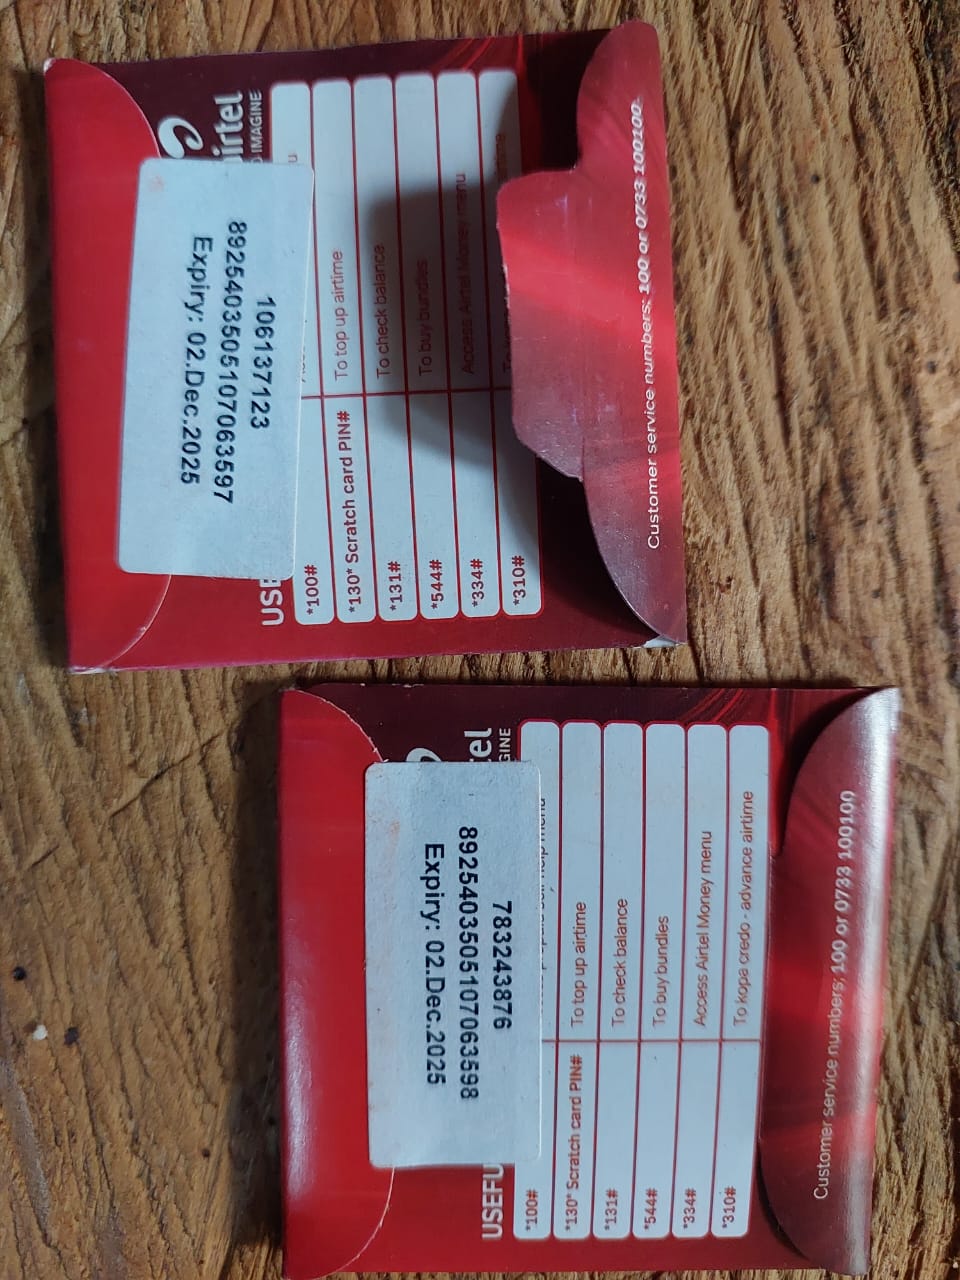 airtel
IMAGINE
106137123
8925403505107063597
Expiry: 02.Dec.2025
*100#
*130* Scratch card PIN# To top up airtime
*131# To check balance
*544# To buy bundles
*334# Access Airtel Money menu
*310#
Customer service numbers: 100 or 0733 100100
783243876
8925403505107063598
Expiry: 02.Dec.2025
*100#
*130* Scratch card PIN# To top up airtime
*131# To check balance
*544# To buy bundles
*334# Access Airtel Money menu
*310# To kopa credo - advance airtime
Customer service numbers: 100 or 0733 100100